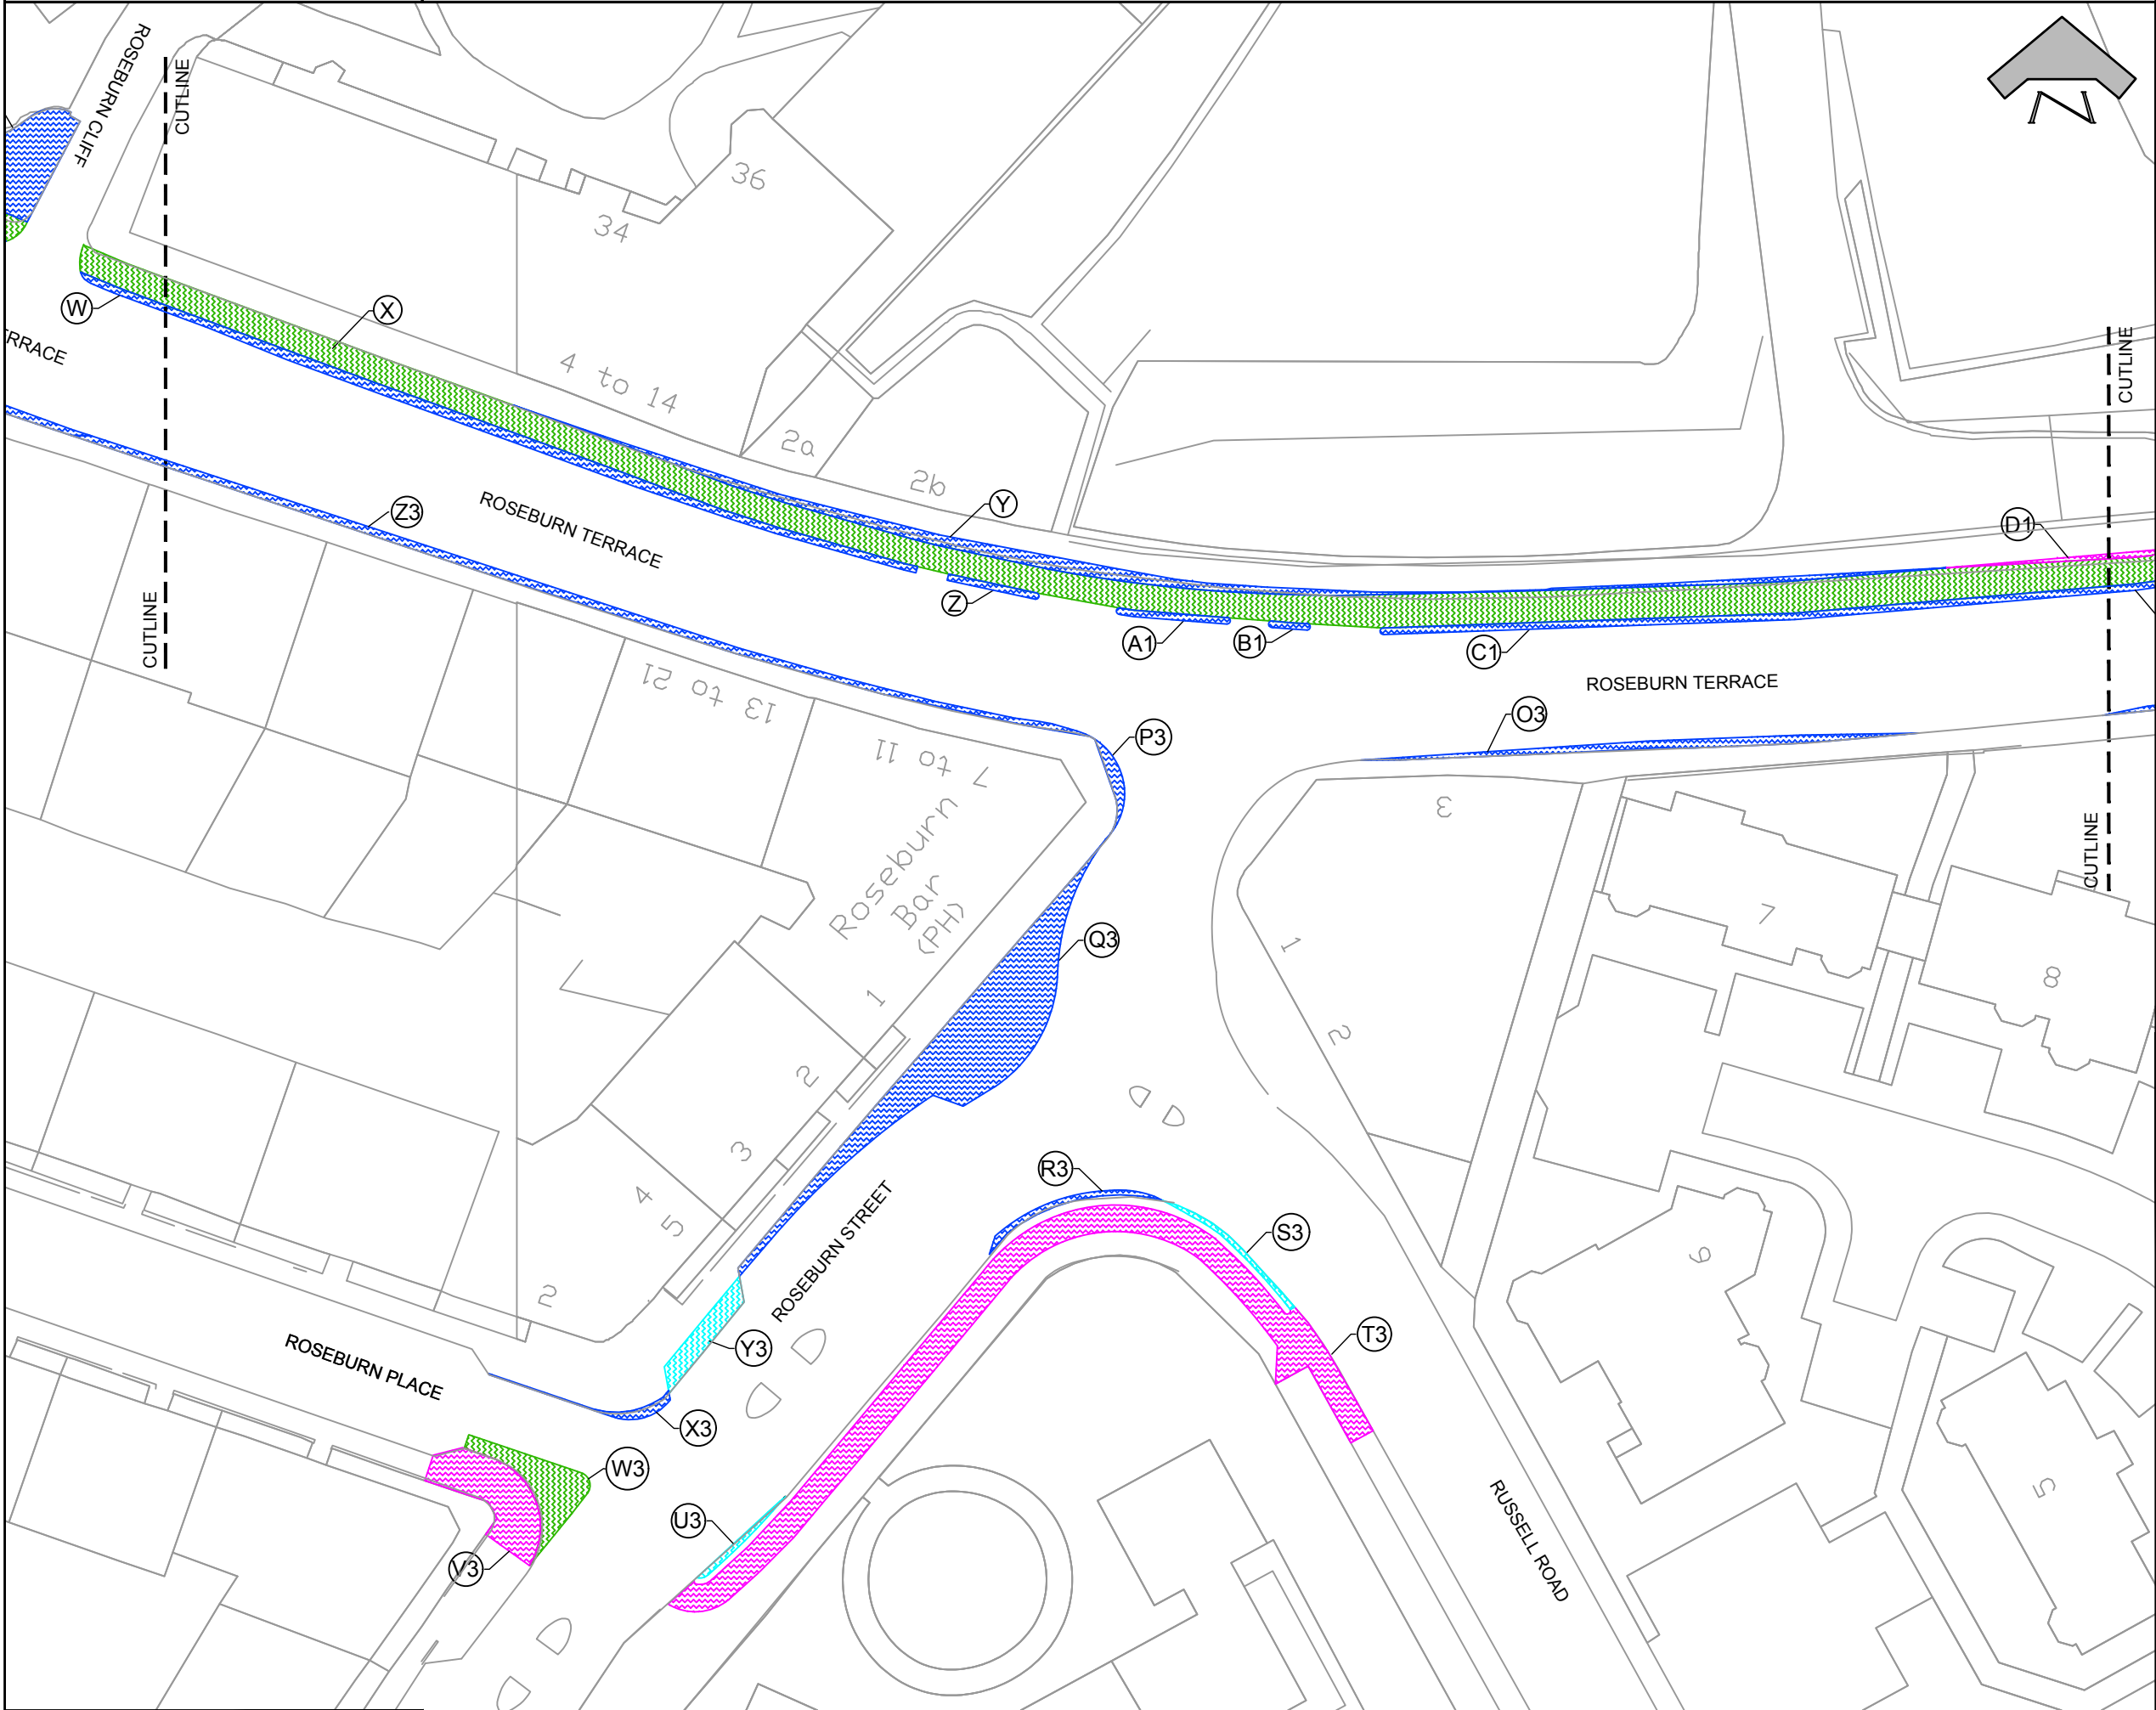 ROSEBURN CLIFF
CUTLINE
N
36
34
W
X
RRACE
4 to 14
2a
2b
Y
Z3
ROSEBURN TERRACE
CUTLINE
D1
Z
A1
B1
C1
CUTLINE
ROSEBURN TERRACE
O3
13 to 21
P3
7 to 11
3
Roseburn
Bar
(PH)
CUTLINE
7
Q3
1
8
1
2
2
3
R3
4
5
S3
ROSEBURN STREET
6
2
Y3
T3
ROSEBURN PLACE
X3
W3
5
U3
V3
RUSSELL ROAD